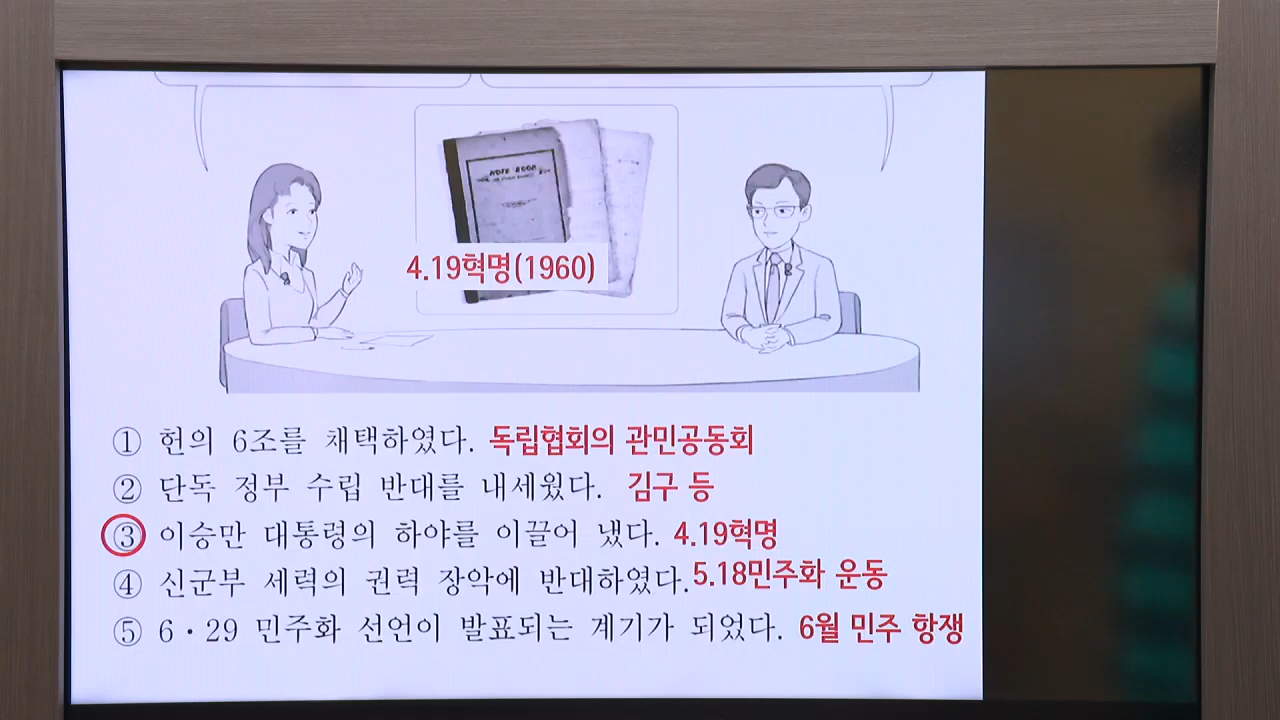 NOTE BOOK
4.19혁명(1960)
① 헌의 6조를 채택하였다. 독립협회의 관민공동회
② 단독 정부 수립 반대를 내세웠다. 김구 등
③ 이승만 대통령의 하야를 이끌어 냈다. 4.19혁명
④ 신군부 세력의 권력 장악에 반대하였다. 5.18민주화 운동
⑤ 6・29 민주화 선언이 발표되는 계기가 되었다. 6월 민주 항쟁